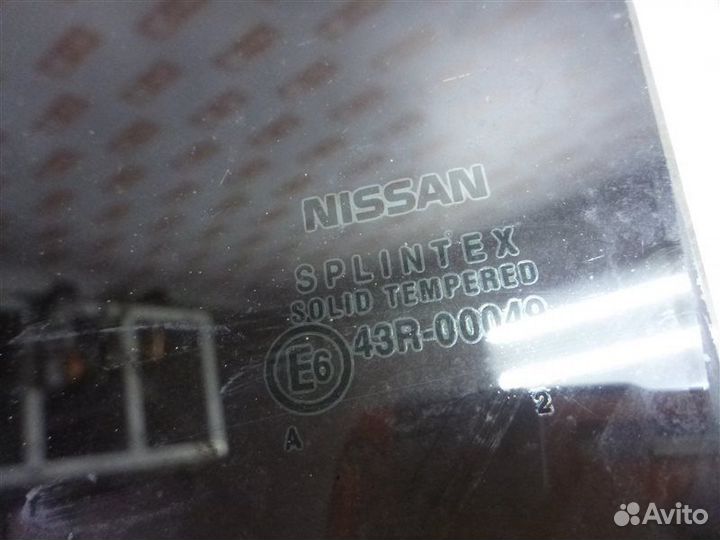 NISSAN
SPLINTEX
SOLID TEMPERED
E6 43R-00049
A
2
Avito